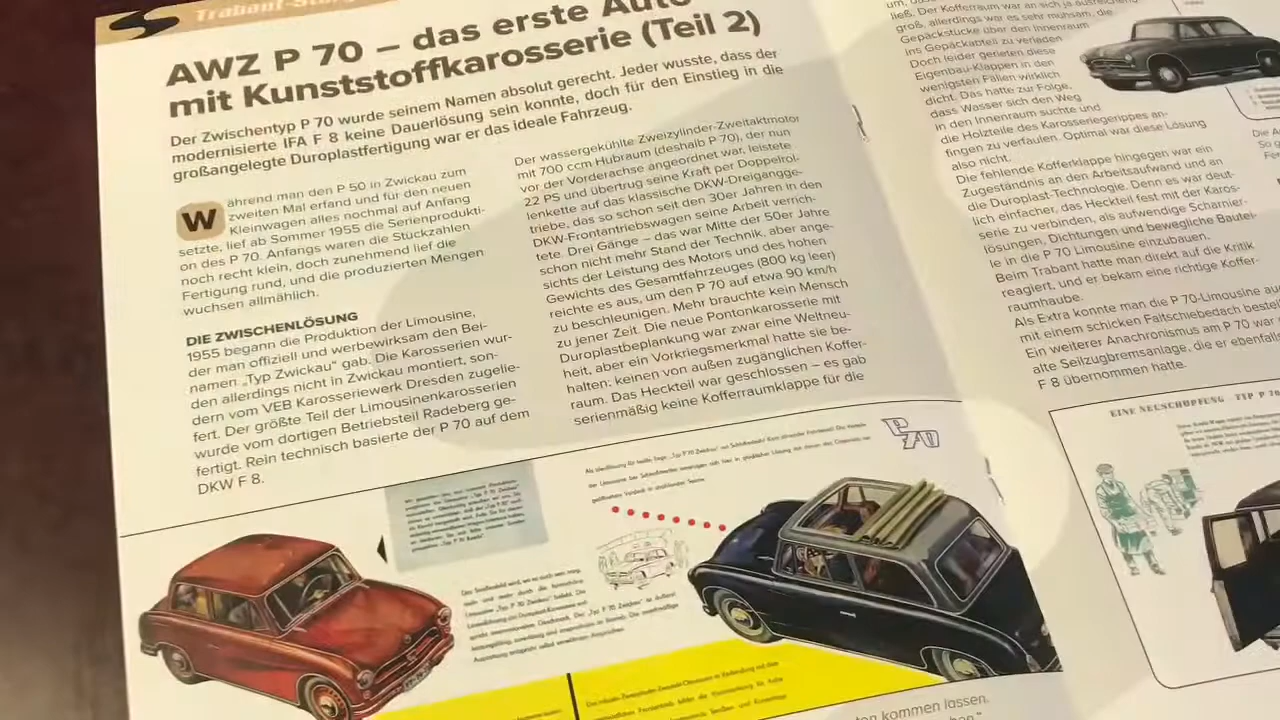 Trabant-Story
AWZ P 70 – das erste Auto
mit Kunststoffkarosserie (Teil 2)
Der Zwischentyp P 70 wurde seinem Namen absolut gerecht. Jeder wusste, dass der
modernisierte IFA F 8 keine Dauerlösung sein konnte, doch für den Einstieg in die
großangelegte Duroplastfertigung war er das ideale Fahrzeug.
W
ährend man den P 50 in Zwickau zum
zweiten Mal erfand und für den neuen
Kleinwagen alles nochmal auf Anfang
setzte, lief ab Sommer 1955 die Serienprodukti-
on des P 70. Anfangs waren die Stückzahlen
noch recht klein, doch zunehmend lief die
Fertigung rund, und die produzierten Mengen
wuchsen allmählich.
DIE ZWISCHENLÖSUNG
1955 begann die Produktion der Limousine,
der man offiziell und werbewirksam den Bei-
namen „Typ Zwickau“ gab. Die Karosserien wur-
den allerdings nicht in Zwickau montiert, son-
dern vom VEB Karosseriewerk Dresden zugelie-
fert. Der größte Teil der Limousinenkarosserien
wurde vom dortigen Betriebsteil Radeberg ge-
fertigt. Rein technisch basierte der P 70 auf dem
DKW F 8.
Der wassergekühlte Zweizylinder-Zweitaktmotor
mit 700 ccm Hubraum (deshalb P 70), der nun
vor der Vorderachse angeordnet war, leistete
22 PS und übertrug seine Kraft per Doppelrol-
lenkette auf das klassische DKW-Dreigangge-
triebe, das so schon seit den 30er Jahren in den
DKW-Frontantriebswagen seine Arbeit verrich-
tete. Drei Gänge – das war Mitte der 50er Jahre
schon nicht mehr Stand der Technik, aber ange-
sichts der Leistung des Motors und des hohen
Gewichts des Gesamtfahrzeuges (800 kg leer)
reichte es aus, um den P 70 auf etwa 90 km/h
zu beschleunigen. Mehr brauchte kein Mensch
zu jener Zeit. Die neue Pontonkarosserie mit
Duroplastbeplankung war zwar eine Weltneu-
heit, aber ein Vorkriegsmerkmal hatte sie be-
halten: keinen von außen zugänglichen Koffer-
raum. Das Heckteil war geschlossen – es gab
serienmäßig keine Kofferraumklappe für die
ließ. Der Kofferraum war an sich ja ausreichend
groß, allerdings war es sehr mühsam, die
Gepäckstücke über den Innenraum
ins Gepäckabteil zu verladen
Doch leider gerieten diese
Eigenbau-Klappen in den
wenigsten Fällen wirklich
dicht. Das hatte zur Folge,
dass Wasser sich den Weg
in den Innenraum suchte und
die Holzteile des Karosseriegerippes an-
fingen zu verfaulen. Optimal war diese Lösung
also nicht.
Die fehlende Kofferklappe hingegen war ein
Zugeständnis an den Arbeitsaufwand und an
die Duroplast-Technologie. Denn es war deut-
lich einfacher, das Heckteil fest mit der Karos-
serie zu verbinden, als aufwendige Scharnier-
lösungen, Dichtungen und bewegliche Bautei-
le in die P 70 Limousine einzubauen.
Beim Trabant hatte man direkt auf die Kritik
reagiert, und er bekam eine richtige Koffer-
raumhaube.
Als Extra konnte man die P 70-Limousine au
mit einem schicken Faltschiebedach bestel
Ein weiterer Anachronismus am P 70 war
alte Seilzugbremsanlage, die er ebenfa
F 8 übernommen hatte.
EINE NEUSCHÖPFUNG · TYP P 70
P 70
ten kommen lassen.